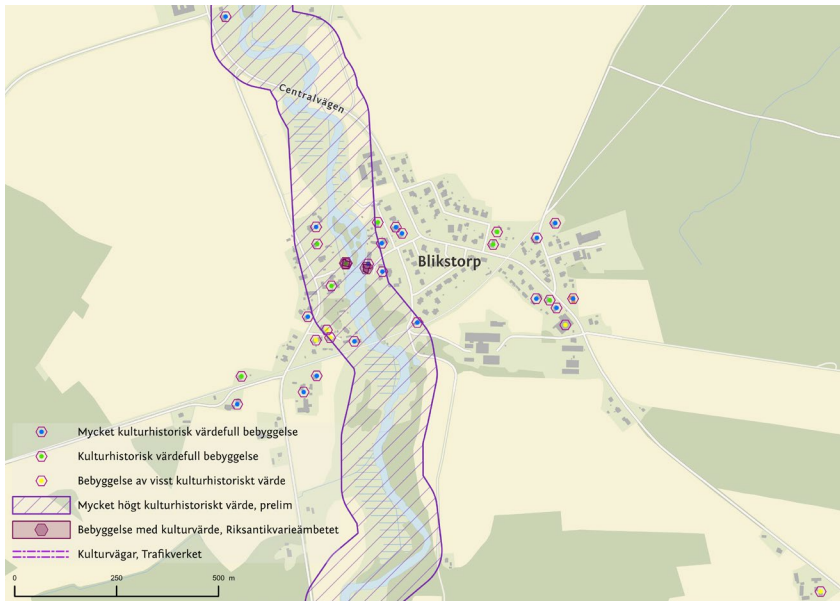 Centralvägen
Blikstorp
Mycket kulturhistorisk värdefull bebyggelse
Kulturhistorisk värdefull bebyggelse
Bebyggelse av visst kulturhistoriskt värde
Mycket högt kulturhistoriskt värde, prelim
Bebyggelse med kulturvärde, Riksantikvarieämbetet
Kulturvägar, Trafikverket
0 250 500 m